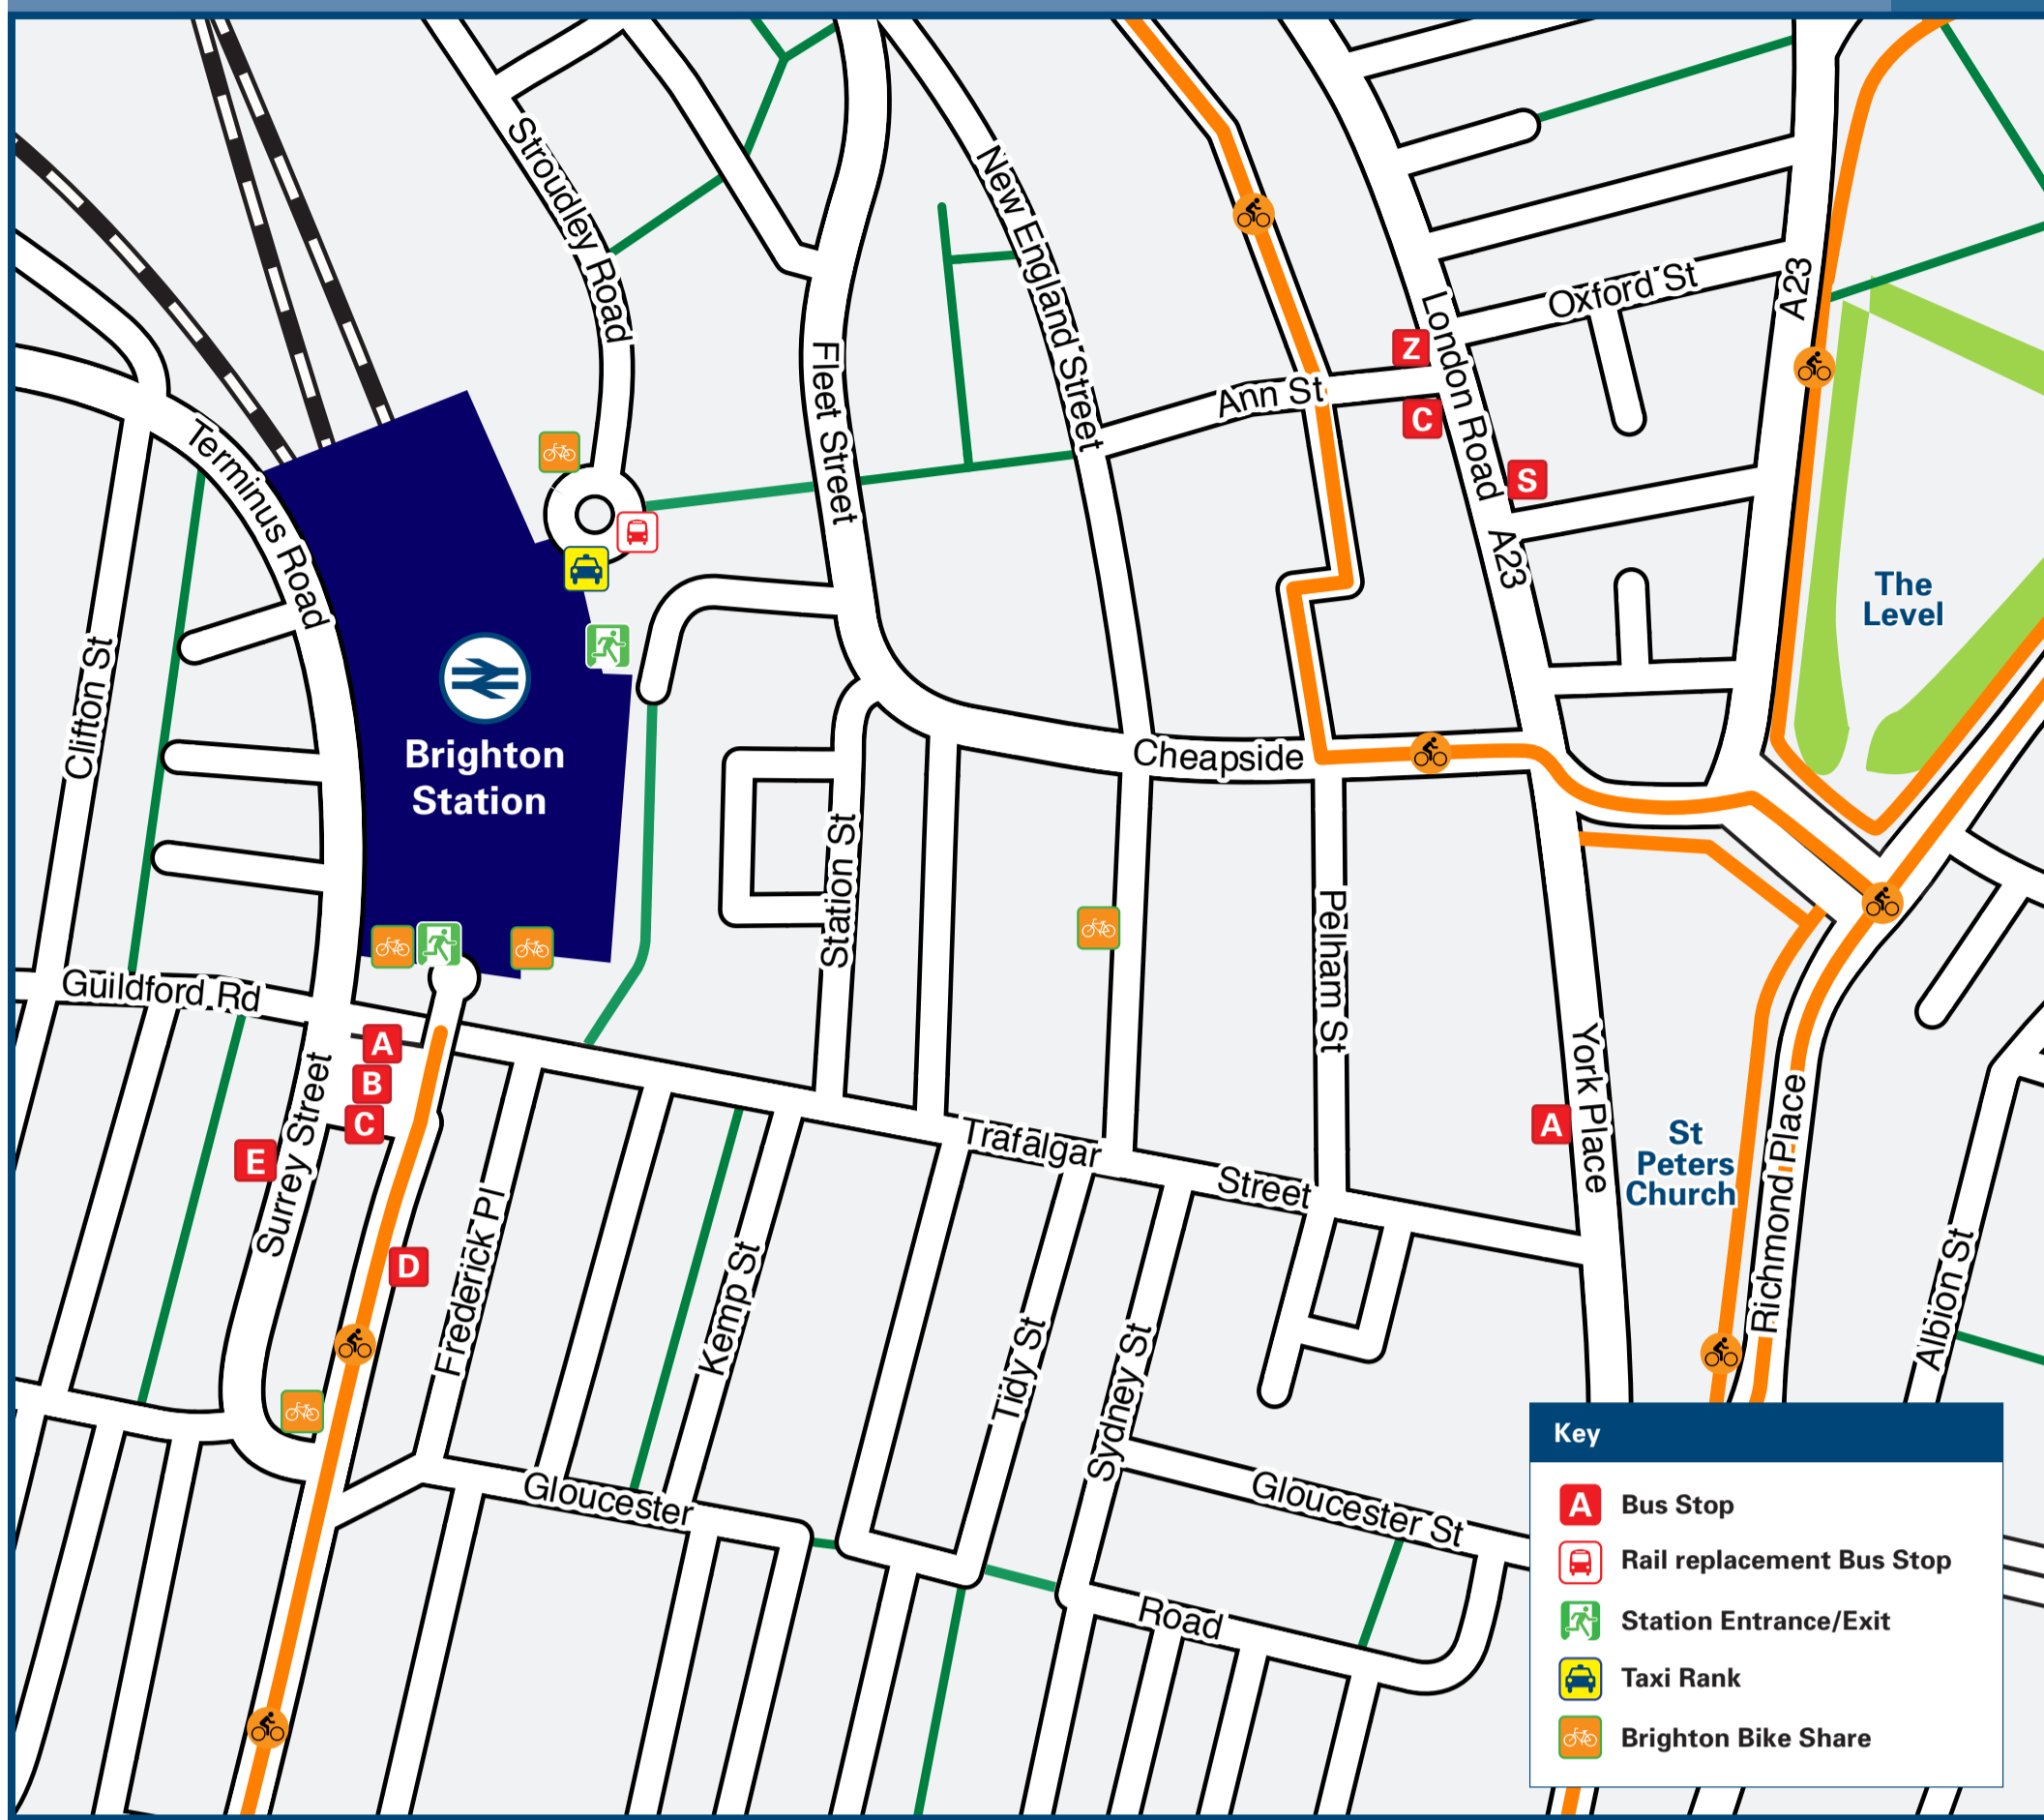 Stroudley Road
New England Street
Oxford St
A23
London Road
Z
Ann St
C
Fleet Street
S
A23
Terminus Road
The
Level
Clifton St
Brighton
Station
Cheapside
Station St
Pelham St
Guildford Rd
A
B
C
E
Surrey Street
D
Frederick Pl
Kemp St
Trafalgar
Street
Tidy St
Sydney St
York Place
A
St
Peters
Church
Richmond Place
Albion St
Gloucester
Gloucester St
Road
Key
A Bus Stop
Rail replacement Bus Stop
Station Entrance/Exit
Taxi Rank
Brighton Bike Share